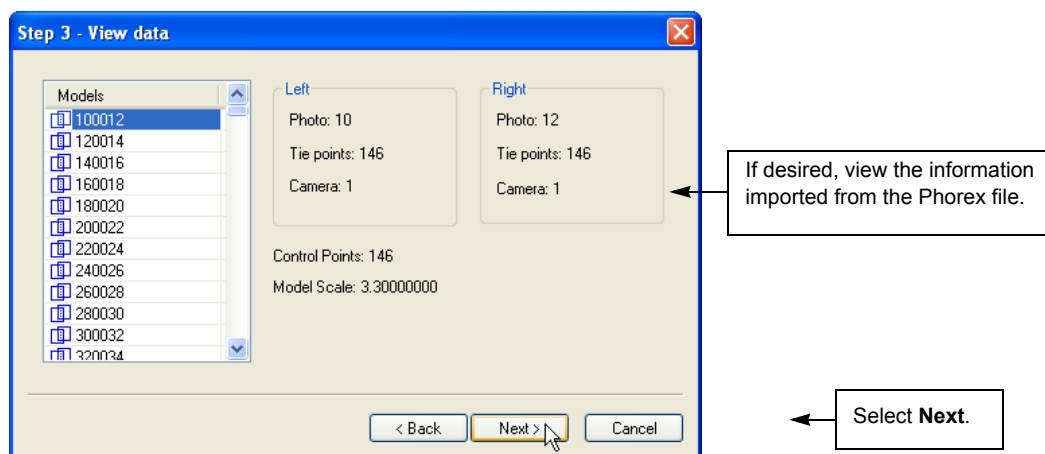 Step 3 - View data
Models
100012
120014
140016
160018
180020
200022
220024
240026
260028
280030
300032
320034
Left
Photo: 10
Tie points: 146
Camera: 1
Right
Photo: 12
Tie points: 146
Camera: 1
Control Points: 146
Model Scale: 3.30000000
If desired, view the information
imported from the Phorex file.
< Back
Next >
Cancel
Select Next.